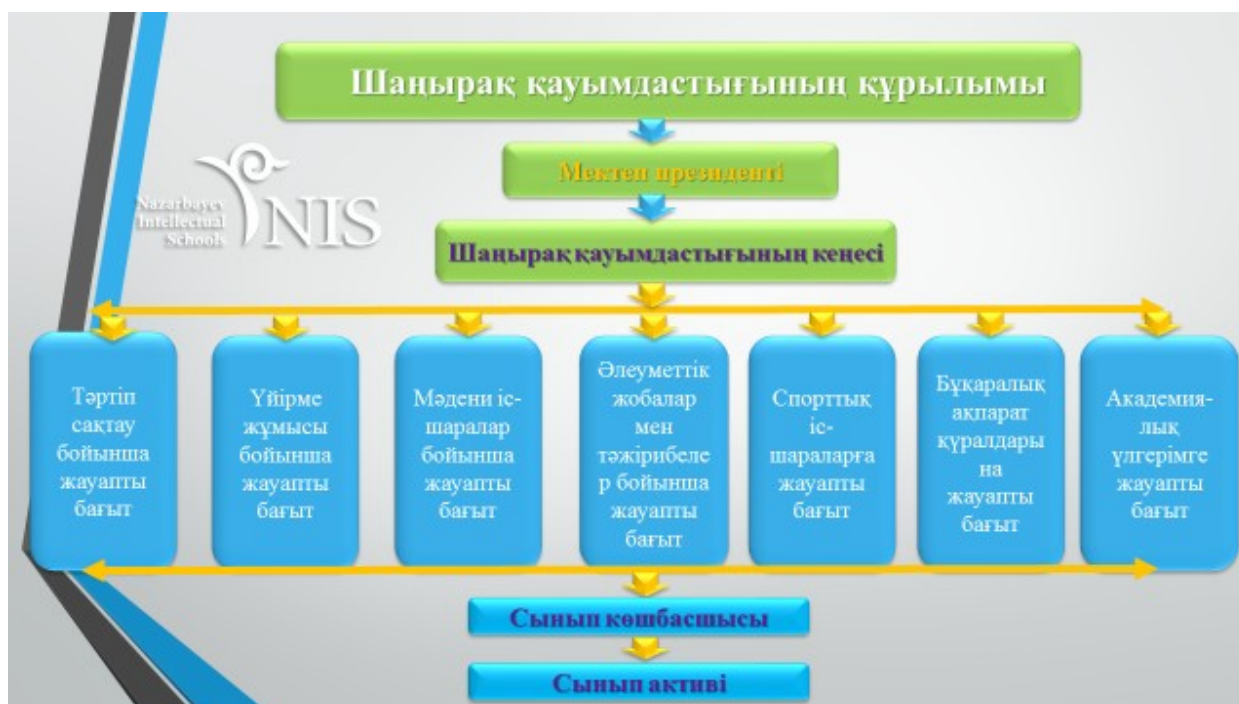 Шаңырақ қауымдастығының құрылымы
Мектеп президенті
Nazarbayev
Intellectual
Schools
NIS
Шаңырақ қауымдастығының кеңесі
Тәртіп
сақтау
бойынша
жауапты
бағыт
Үйірме
жұмысы
бойынша
жауапты
бағыт
Мәдени іс-
шаралар
бойынша
жауапты
бағыт
Әлеуметтік
жобалар
мен
тәжірибеле
р бойынша
жауапты
бағыт
Спорттық
іс-
шараларға
жауапты
бағыт
Бұқаралық
ақпарат
құралдары
на
жауапты
бағыт
Академия-
лық
үлгерімге
жауапты
бағыт
Сынып көшбасшысы
Сынып активі